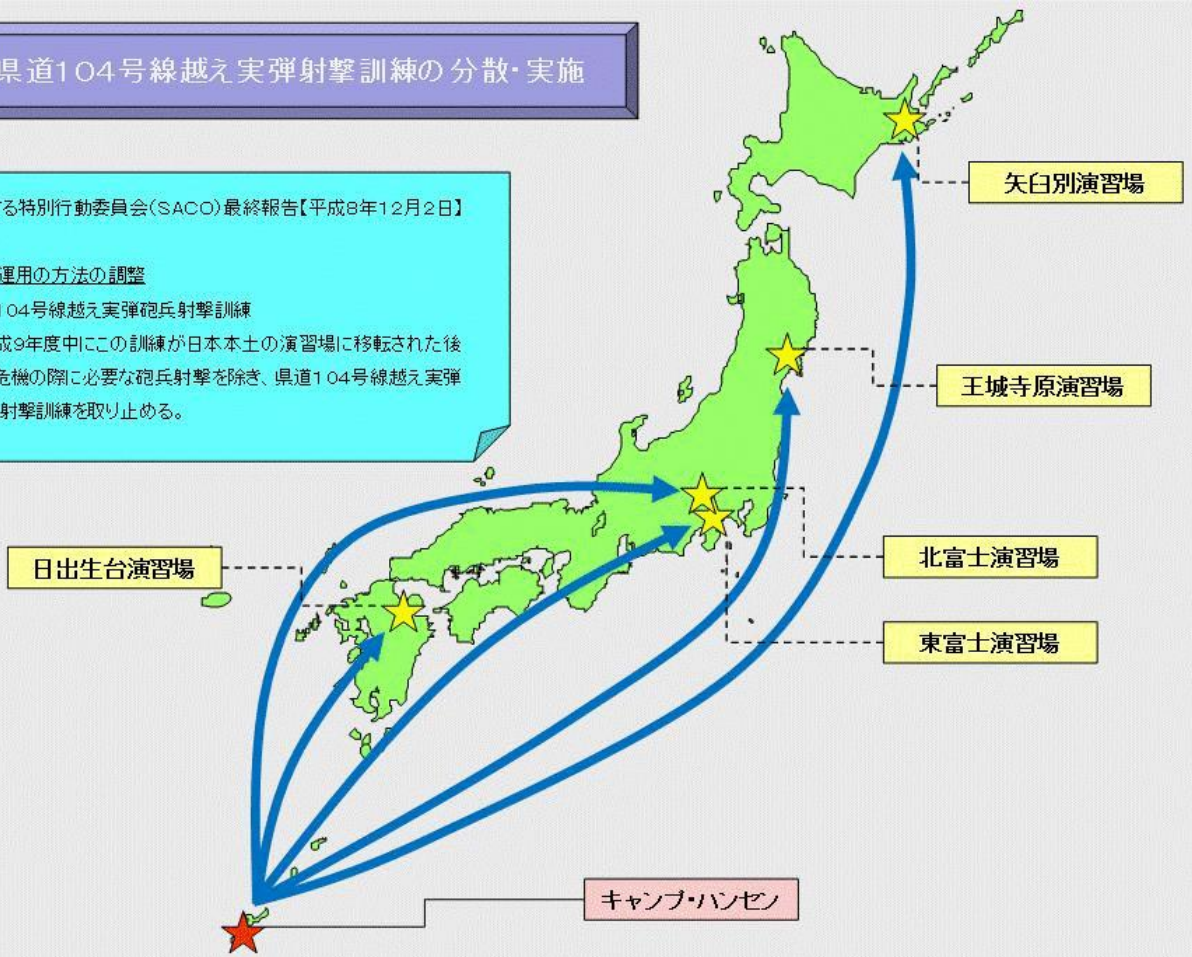 県道104号線越え実弾射撃訓練の分散・実施
する特別行動委員会(SACO)最終報告【平成8年12月2日】
運用の方法の調整
104号線越え実弾砲兵射撃訓練
成9年度中にこの訓練が日本本土の演習場に移転された後
危機の際に必要な砲兵射撃を除き、県道104号線越え実弾
射撃訓練を取り止める。
矢臼別演習場
王城寺原演習場
北富士演習場
東富士演習場
日出生台演習場
キャンプ・ハンセン